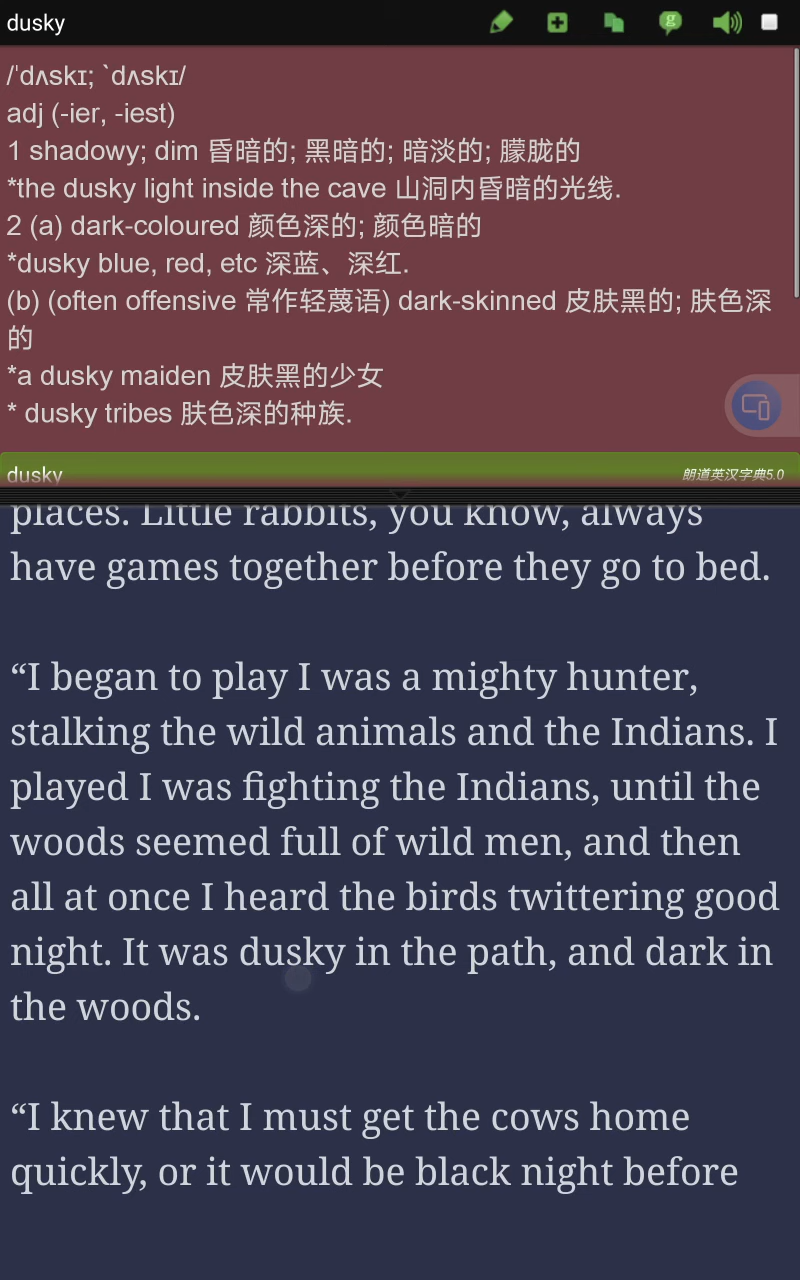 dusky
/ˈdʌskɪ; ˋdʌskɪ/
adj (-ier, -iest)
1 shadowy; dim 昏暗的; 黑暗的; 暗淡的; 朦胧的
*the dusky light inside the cave 山洞内昏暗的光线.
2 (a) dark-coloured 颜色深的; 颜色暗的
*dusky blue, red, etc 深蓝、深红.
(b) (often offensive 常作轻蔑语) dark-skinned 皮肤黑的; 肤色深
的
*a dusky maiden 皮肤黑的少女
* dusky tribes 肤色深的种族.
dusky 朗道英汉字典5.0
places. Little rabbits, you know, always
have games together before they go to bed.
“I began to play I was a mighty hunter,
stalking the wild animals and the Indians. I
played I was fighting the Indians, until the
woods seemed full of wild men, and then
all at once I heard the birds twittering good
night. It was dusky in the path, and dark in
the woods.
“I knew that I must get the cows home
quickly, or it would be black night before